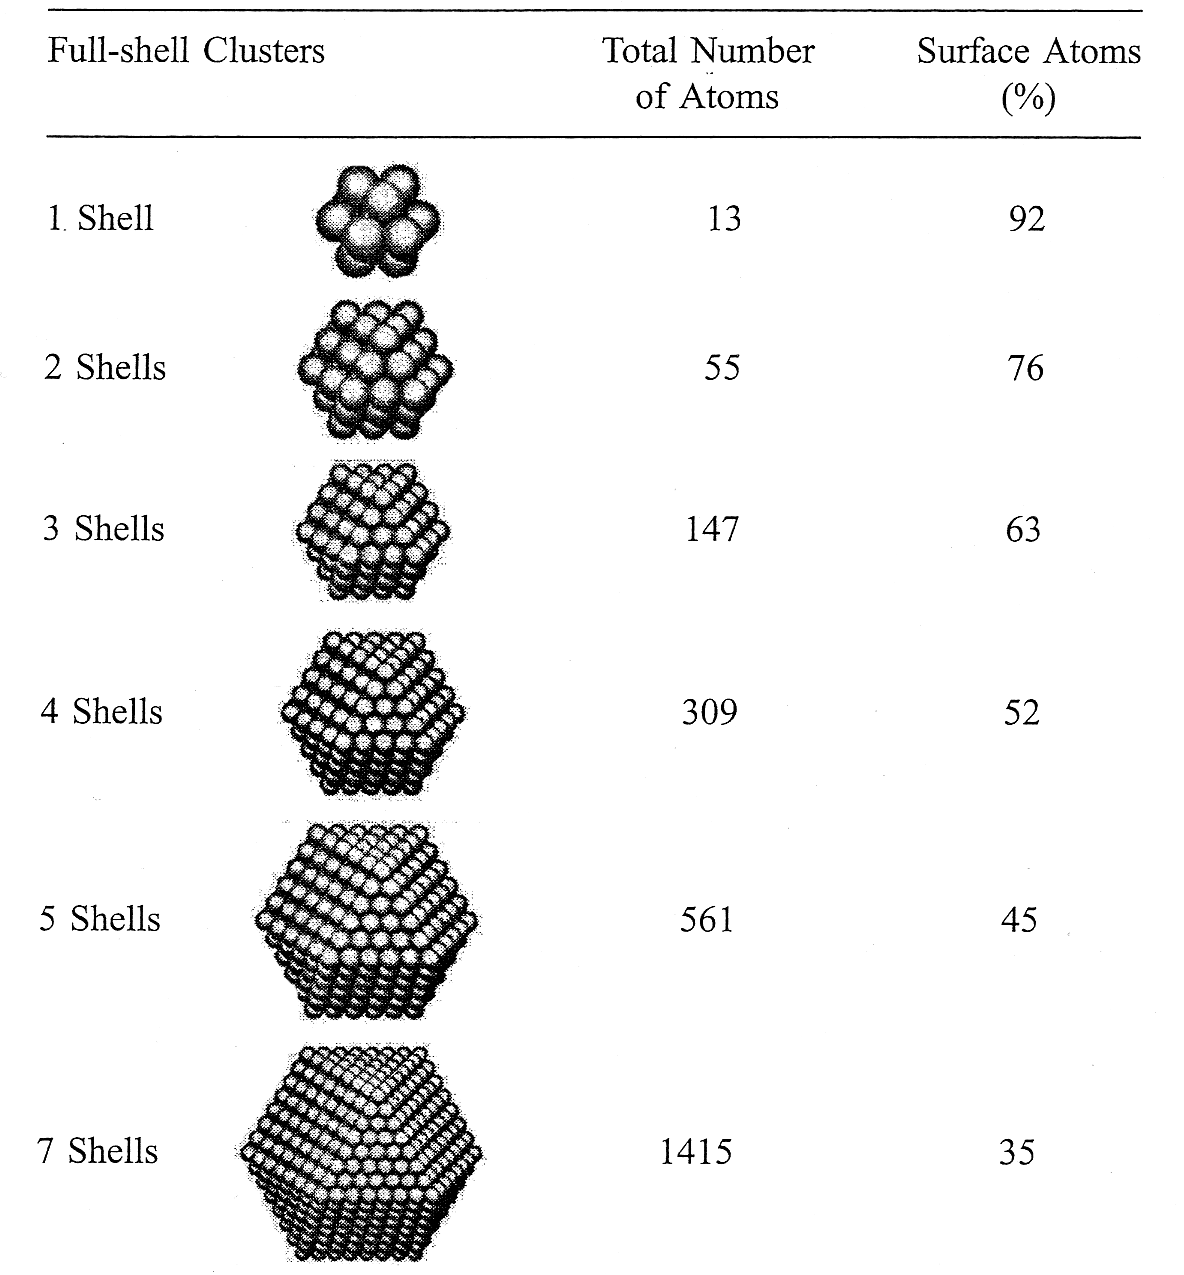 Full-shell Clusters Total Number Surface Atoms
of Atoms (%)
1 Shell 13 92
2 Shells 55 76
3 Shells 147 63
4 Shells 309 52
5 Shells 561 45
7 Shells 1415 35